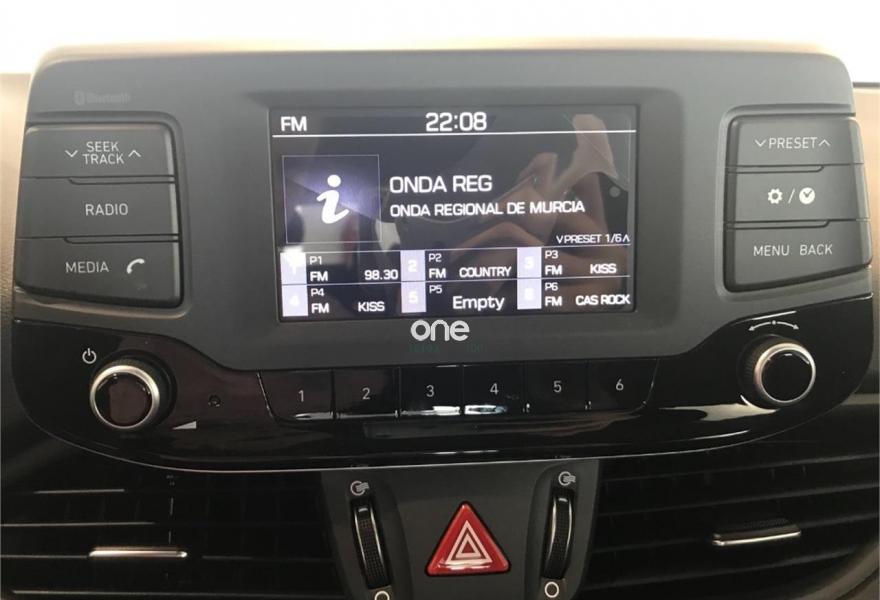 Bluetooth
SEEK
TRACK
RADIO
MEDIA
FM 22:08
ONDA REG
ONDA REGIONAL DE MURCIA
PRESET 1/6
1 P1 FM 98.30
2 P2 FM COUNTRY
3 P3 FM KISS
4 P4 FM KISS
5 P5 Empty
6 P6 FM CAS ROCK
PRESET
/
MENU BACK
one
1 2 3 4 5 6